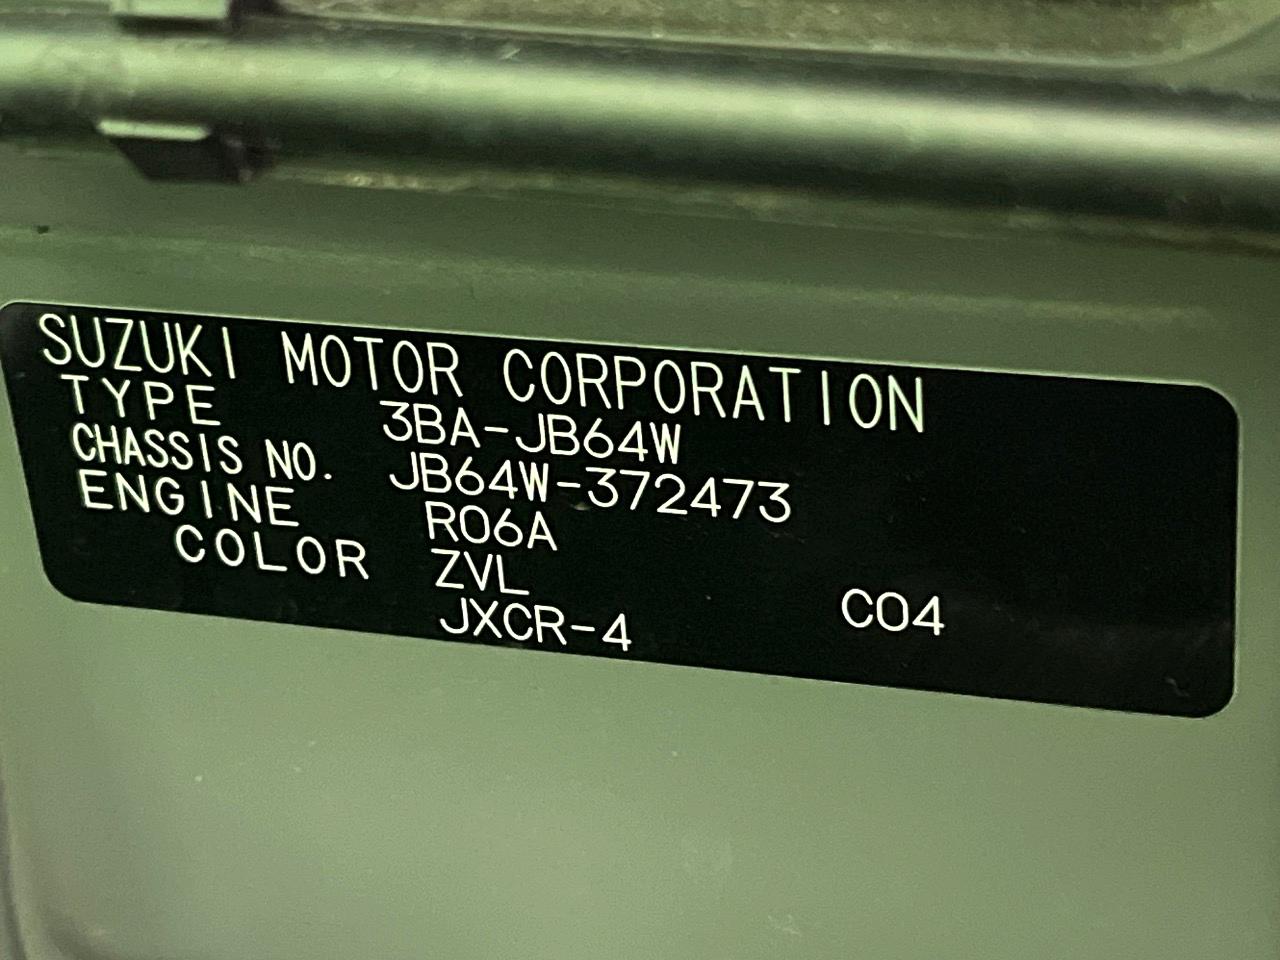 SUZUKI MOTOR CORPORATION
TYPE 3BA-JB64W
CHASSIS NO. JB64W-372473
ENGINE R06A
COLOR ZVL C04
JXCR-4